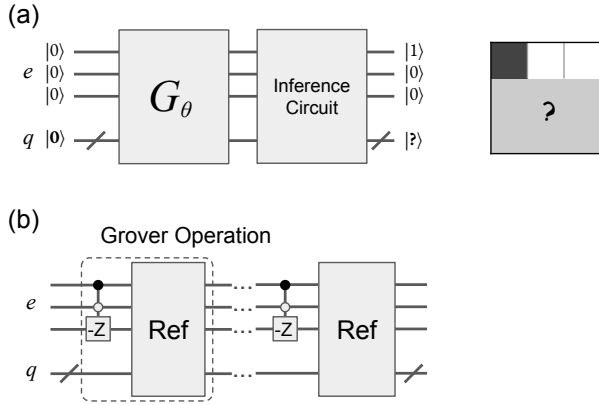 (a)
|0⟩ |1⟩
e |0⟩ |0⟩
|0⟩ |0⟩
G_θ Inference Circuit ?
q |0⟩ |?⟩
(b)
Grover Operation
e
-Z Ref ... -Z Ref
q